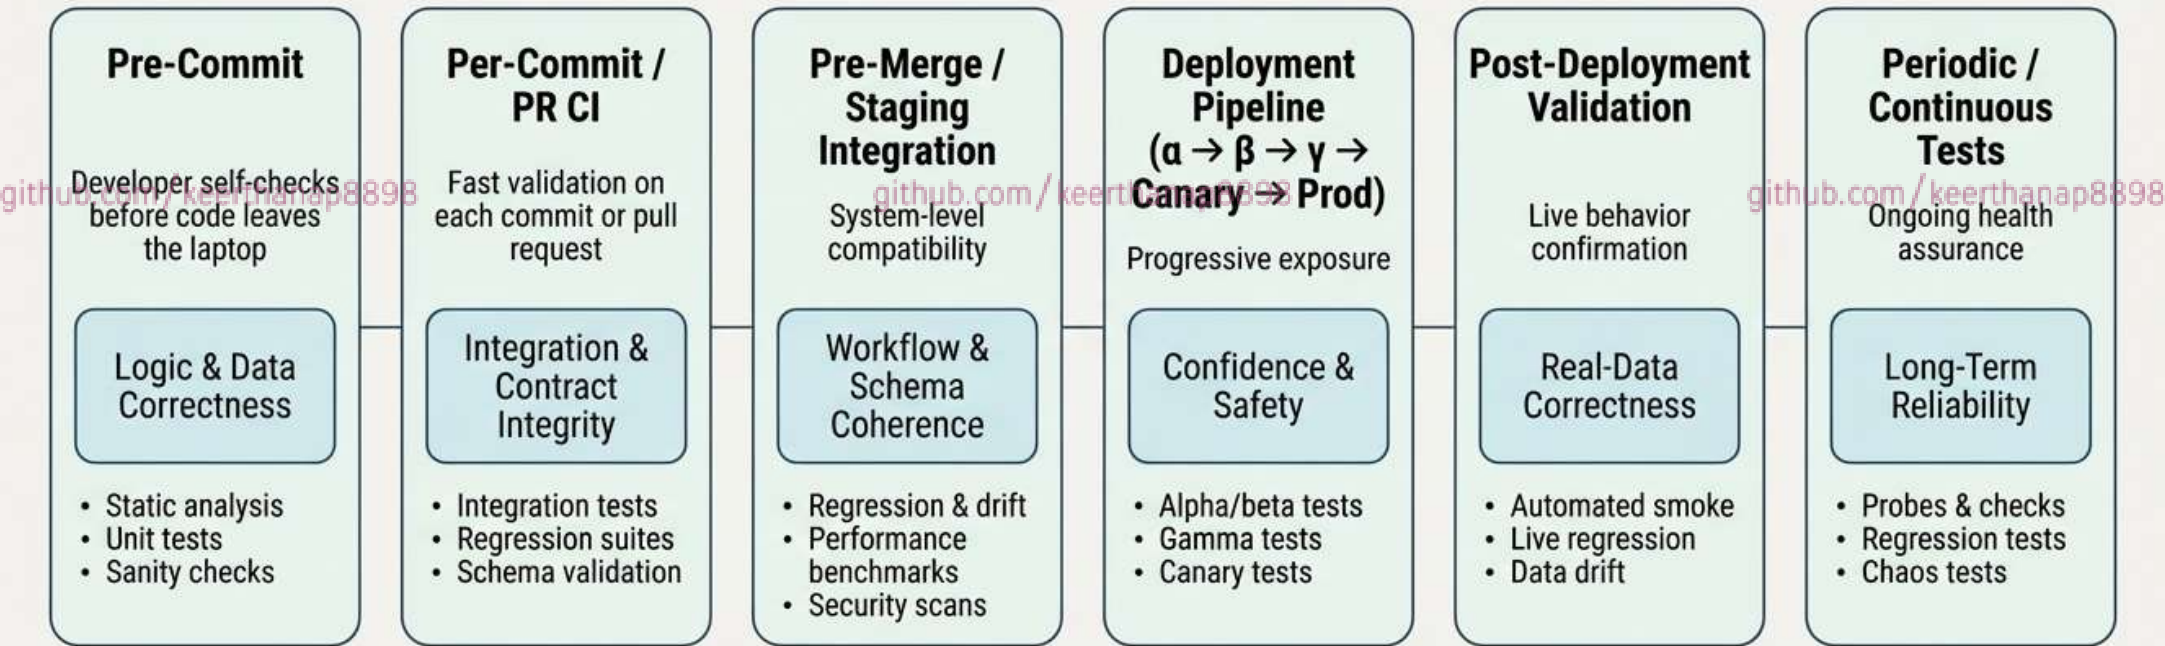 Pre-Commit
Developer self-checks
before code leaves
the laptop
Logic & Data
Correctness
• Static analysis
• Unit tests
• Sanity checks
Per-Commit /
PR CI
Fast validation on
each commit or pull
request
Integration &
Contract
Integrity
• Integration tests
• Regression suites
• Schema validation
Pre-Merge /
Staging
Integration
System-level
compatibility
Workflow &
Schema
Coherence
• Regression & drift
• Performance
benchmarks
• Security scans
Deployment
Pipeline
(α → β → γ →
Canary → Prod)
Progressive exposure
Confidence &
Safety
• Alpha/beta tests
• Gamma tests
• Canary tests
Post-Deployment
Validation
Live behavior
confirmation
Real-Data
Correctness
• Automated smoke
• Live regression
• Data drift
Periodic /
Continuous
Tests
Ongoing health
assurance
Long-Term
Reliability
• Probes & checks
• Regression tests
• Chaos tests
github.com/keerthanap8898
github.com/keerthanap8898
github.com/keerthanap8898